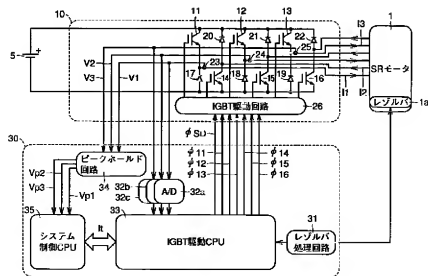 10
11
12
13
5
+
20
21
22
24
25
23
V2
V3
V1
17
14
18
15
19
16
I3
I1
I2
1
SRモータ
レゾルバ
1a
IGBT駆動回路
26
φSu
φ11
φ12
φ13
φ14
φ15
φ16
30
ピークホールド
回路
34
Vp2
Vp3
Vp1
32b
32c
A/D
32a
35
システム
制御CPU
It
33
IGBT駆動CPU
31
レゾルバ
処理回路